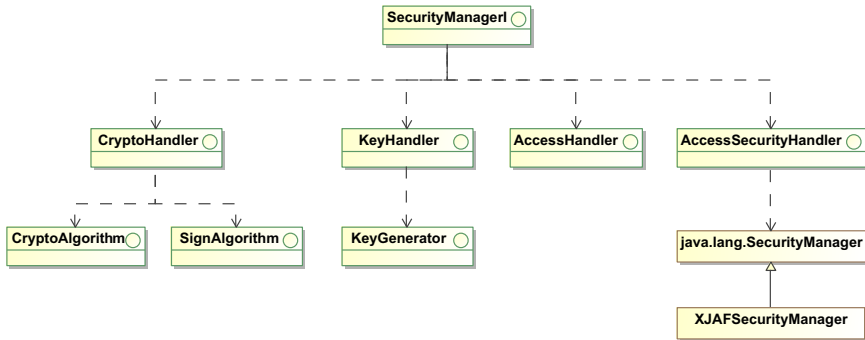 SecurityManagerI
CryptoHandler
KeyHandler
AccessHandler
AccessSecurityHandler
CryptoAlgorithm
SignAlgorithm
KeyGenerator
java.lang.SecurityManager
XJAFSecurityManager